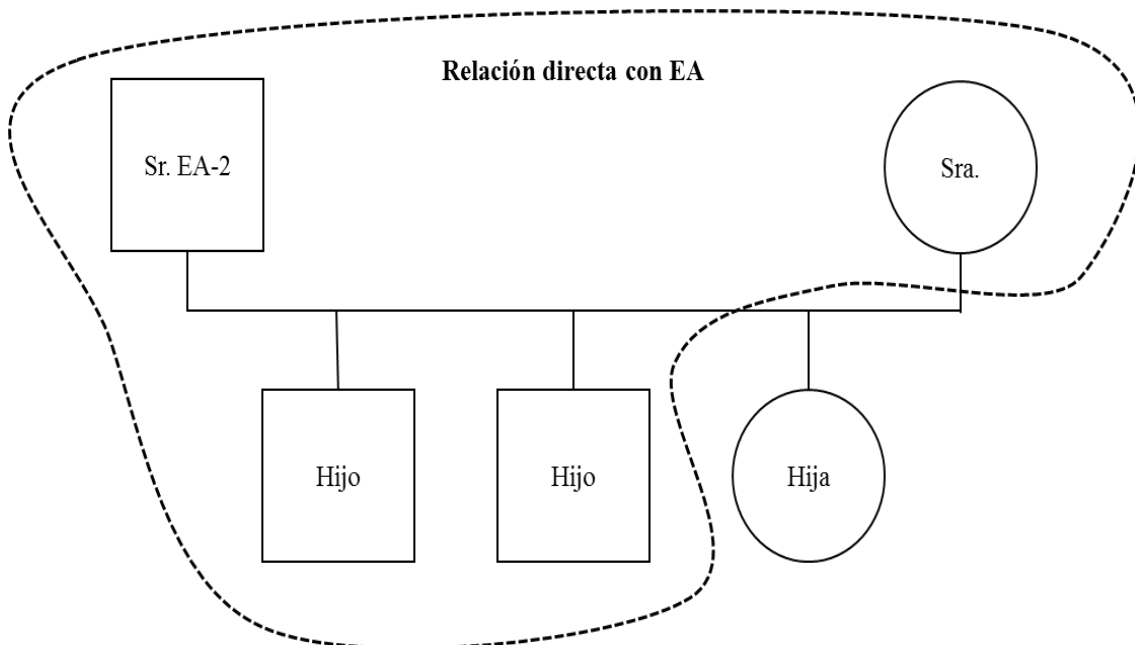 Relación directa con EA
Sr. EA-2
Sra.
Hijo
Hijo
Hija